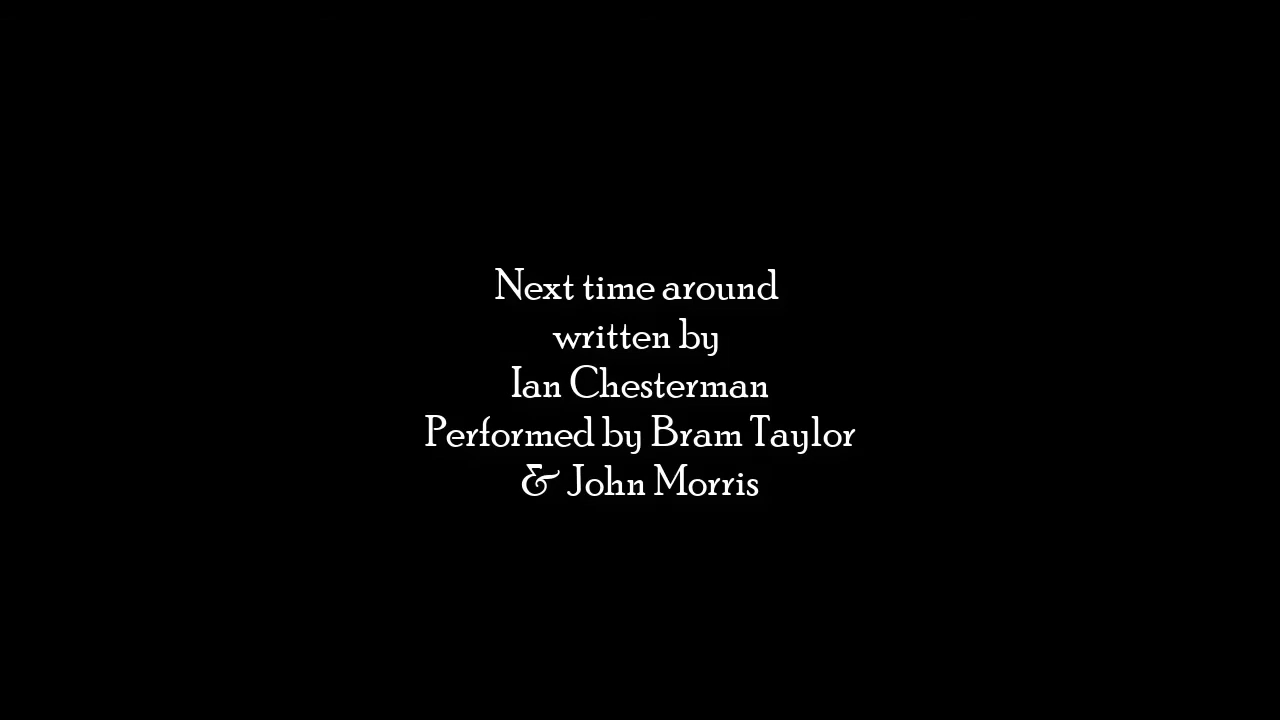 Next time around
written by
Ian Chesterman
Performed by Bram Taylor
& John Morris